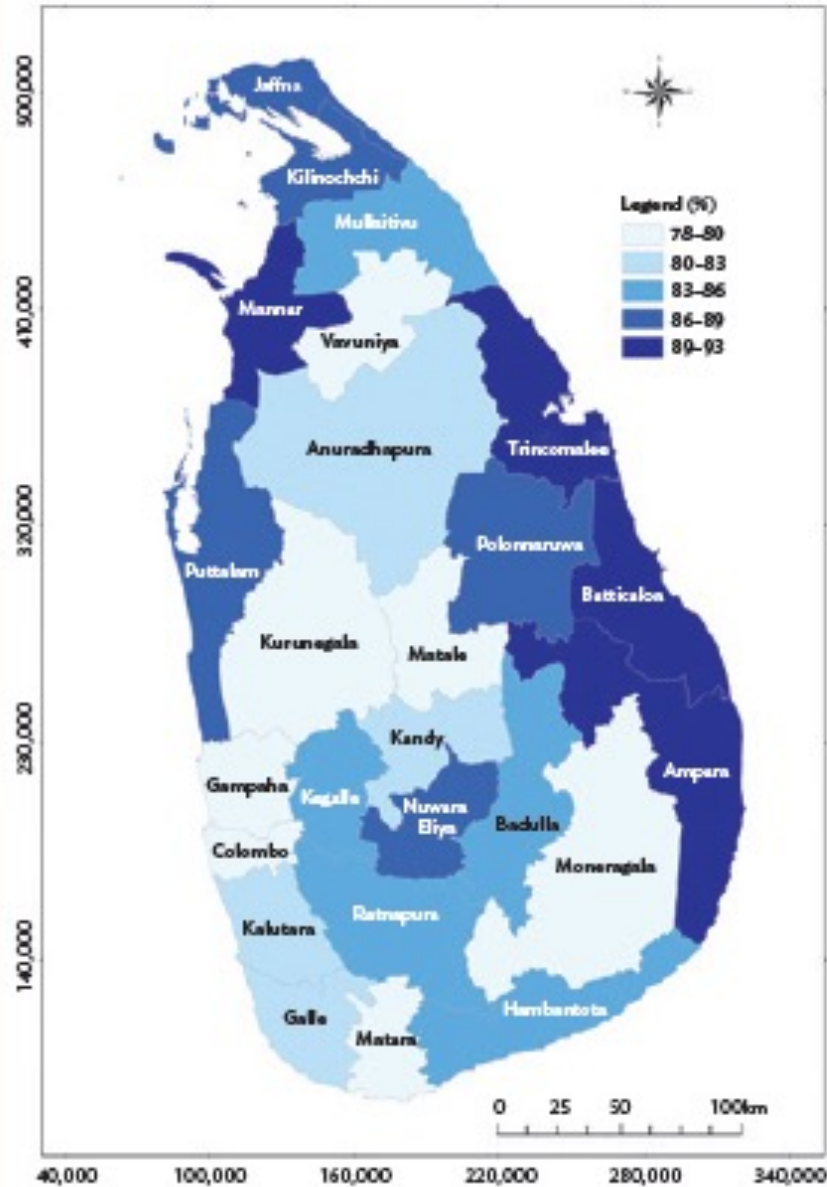 500,000
410,000
320,000
230,000
140,000
Jaffna
Kilinochchi
Mullaitivu
Mannar
Vavuniya
Anuradhapura
Trincomalee
Polonnaruwa
Puttalam
Batticaloa
Kurunegala
Matale
Kandy
Ampara
Gampaha
Kegalle
Nuwara
Eliya
Badulla
Colombo
Moneragala
Ratnapura
Kalutara
Hambantota
Galle
Matara
Legend (%)
78–80
80–83
83–86
86–89
89–93
0 25 50 100km
40,000 100,000 160,000 220,000 280,000 340,000